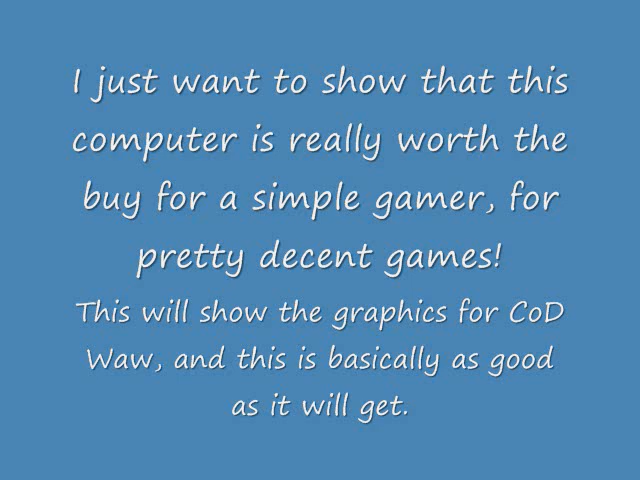 I just want to show that this
computer is really worth the
buy for a simple gamer, for
pretty decent games!
This will show the graphics for CoD
Waw, and this is basically as good
as it will get.